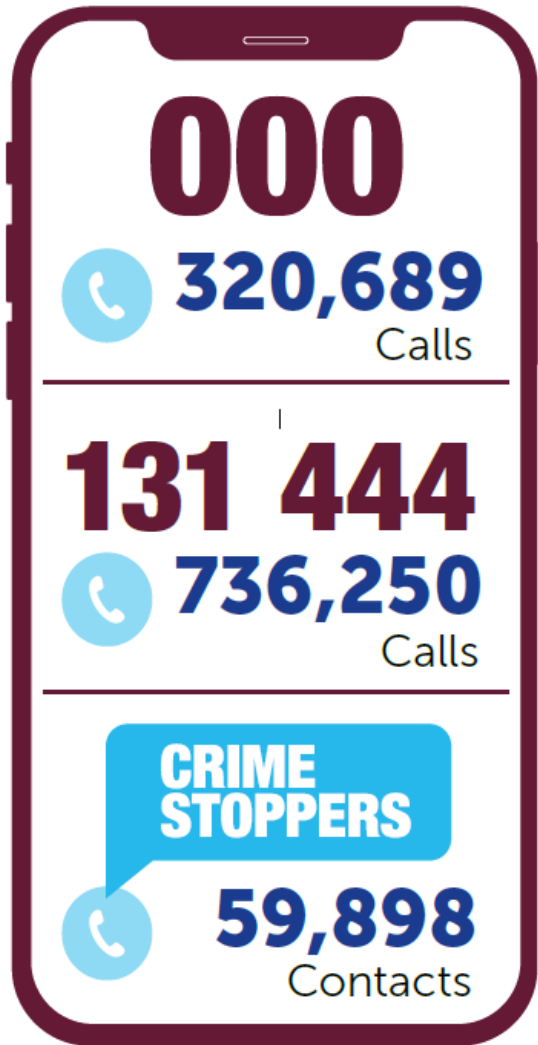 000
320,689
Calls
131 444
736,250
Calls
CRIME
STOPPERS
59,898
Contacts